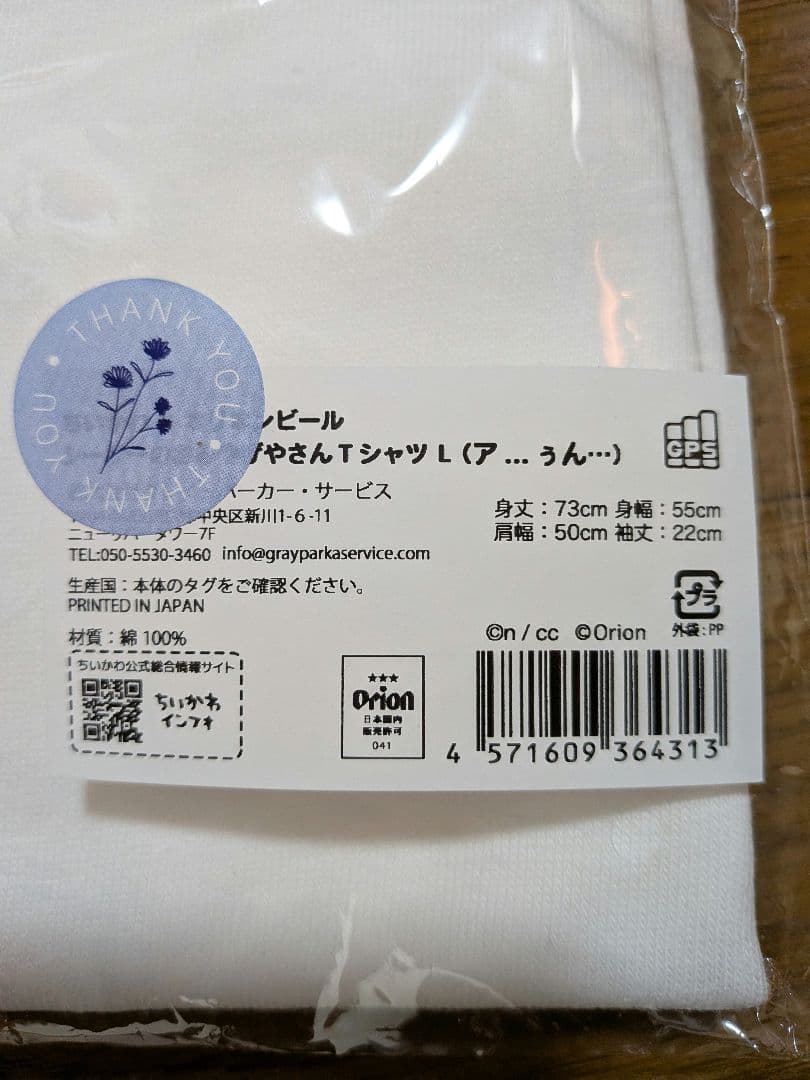 THANK YOU • THANK YOU •
ンビール
げやさんTシャツ L（ア … ぅん…）
GPS
ーカー・サービス
中央区新川1-6-11
ニューリバータワー7F
TEL:050-5530-3460 info@grayparkaservice.com
生産国：本体のタグをご確認ください。
PRINTED IN JAPAN
材質：綿 100%
身丈：73cm 身幅：55cm
肩幅：50cm 袖丈：22cm
プラ
外袋：PP
©n / cc ©Orion
ちいかわ公式総合情報サイト
ちいかわ
インフォ
★★★
Orion
日本国内
販売許可
041
4 571609 364313